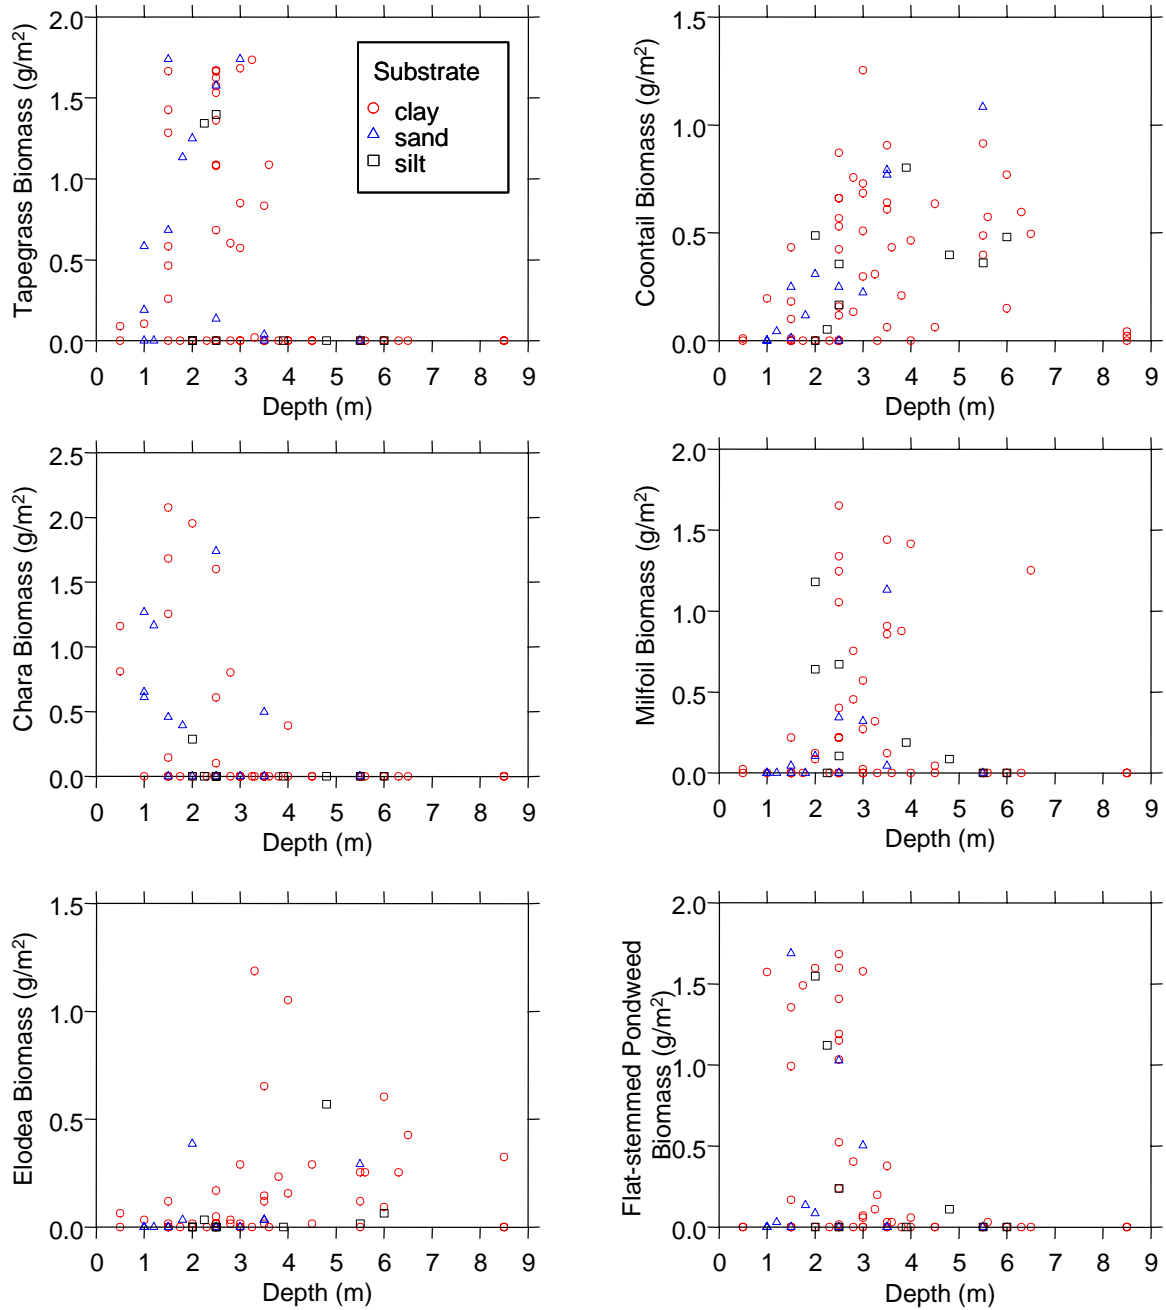 Tapegrass Biomass (g/m²)
2.0
1.5
1.0
0.5
0.0
0 1 2 3 4 5 6 7 8 9
Depth (m)
Substrate
clay
sand
silt
Coontail Biomass (g/m²)
1.5
1.0
0.5
0.0
0 1 2 3 4 5 6 7 8 9
Depth (m)
Chara Biomass (g/m²)
2.5
2.0
1.5
1.0
0.5
0.0
0 1 2 3 4 5 6 7 8 9
Depth (m)
Milfoil Biomass (g/m²)
2.0
1.5
1.0
0.5
0.0
0 1 2 3 4 5 6 7 8 9
Depth (m)
Elodea Biomass (g/m²)
1.5
1.0
0.5
0.0
0 1 2 3 4 5 6 7 8 9
Depth (m)
Flat-stemmed Pondweed
Biomass (g/m²)
2.0
1.5
1.0
0.5
0.0
0 1 2 3 4 5 6 7 8 9
Depth (m)